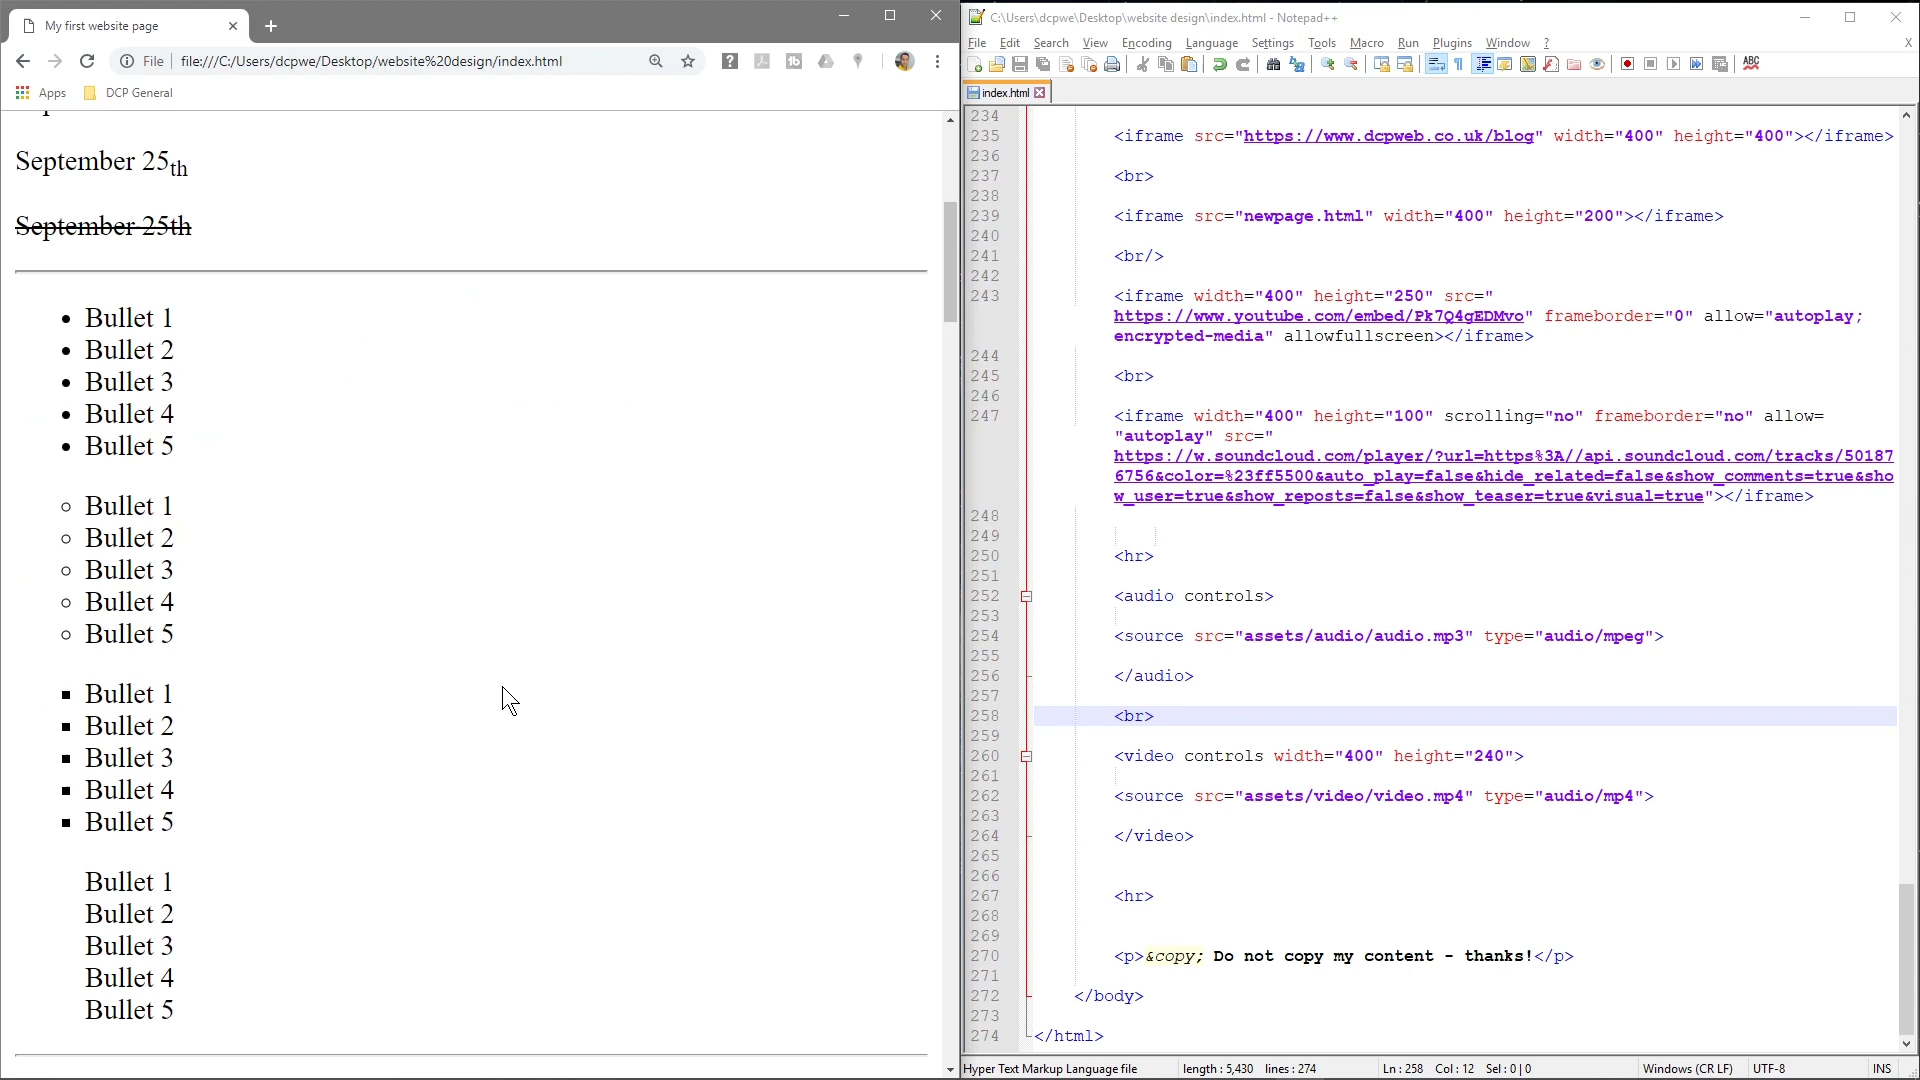 My first website page
File
file:///C:/Users/dcpwe/Desktop/website%20design/index.html
Apps
DCP General
September 25th
September 25th
Bullet 1
Bullet 2
Bullet 3
Bullet 4
Bullet 5
Bullet 1
Bullet 2
Bullet 3
Bullet 4
Bullet 5
Bullet 1
Bullet 2
Bullet 3
Bullet 4
Bullet 5
Bullet 1
Bullet 2
Bullet 3
Bullet 4
Bullet 5
C:\Users\dcpwe\Desktop\website design\index.html - Notepad++
File Edit Search View Encoding Language Settings Tools Macro Run Plugins Window ? X
ABC
index.html
234
235 <iframe src="https://www.dcpweb.co.uk/blog" width="400" height="400"></iframe>
236
237 <br>
238
239 <iframe src="newpage.html" width="400" height="200"></iframe>
240
241 <br/>
242
243 <iframe width="400" height="250" src="
https://www.youtube.com/embed/Pk7Q4gEDMvo" frameborder="0" allow="autoplay;
encrypted-media" allowfullscreen></iframe>
244
245 <br>
246
247 <iframe width="400" height="100" scrolling="no" frameborder="no" allow=
"autoplay" src="
https://w.soundcloud.com/player/?url=https%3A//api.soundcloud.com/tracks/50187
6756&color=%23ff5500&auto_play=false&hide_related=false&show_comments=true&sho
w_user=true&show_reposts=false&show_teaser=true&visual=true"></iframe>
248
249
250 <hr>
251
252 <audio controls>
253
254 <source src="assets/audio/audio.mp3" type="audio/mpeg">
255
256 </audio>
257
258 <br>
259
260 <video controls width="400" height="240">
261
262 <source src="assets/video/video.mp4" type="audio/mp4">
263
264 </video>
265
266
267 <hr>
268
269
270 <p>&copy; Do not copy my content - thanks!</p>
271
272 </body>
273
274 </html>
Hyper Text Markup Language file length : 5,430 lines : 274 Ln : 258 Col : 12 Sel : 0 | 0 Windows (CR LF) UTF-8 INS